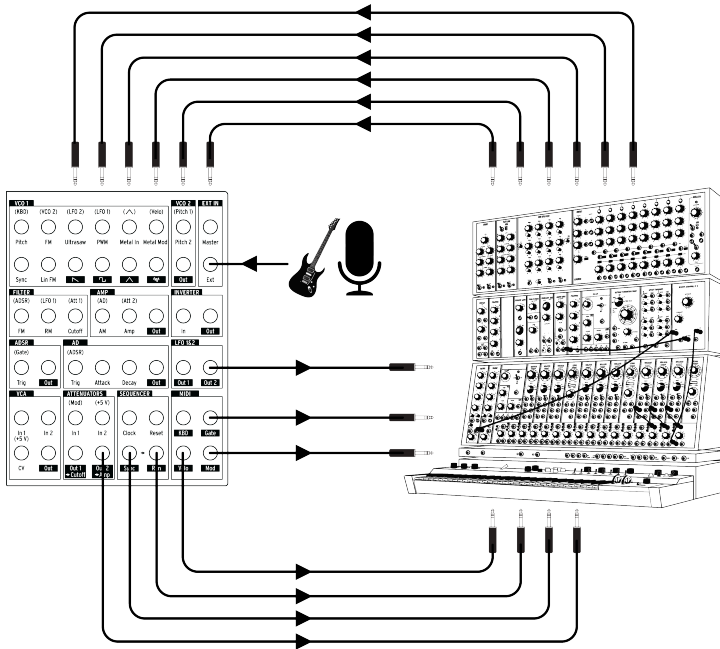 VCO 1 VCO 2 EXT IN
(KBD) (VCO 2) (LFO 2) (LFO 1) (Velo) (Pitch 1)
Pitch FM Ultrasaw PWM Metal In Metal Mod Pitch 2 Master
Sync Lin FM Out Ext
FILTER AMP INVERTER
(ADSR) (LFO 1) (Att 1) (AD) (Att 2)
FM RM Cutoff AM Amp Out In Out
ADSR AD LFO 1&2
(Gate) (ADSR)
Trig Out Trig Attack Decay Out Out 1 Out 2
VCA ATTENUATORS SEQUENCER MIDI
(Mod) (+5 V)
In 1 In 2 In 1 In 2 Clock Reset KBD Gate
(+5 V)
CV Out Out 1 Out 2 Sync Run Velo Mod
➔Cutoff ➔Amp